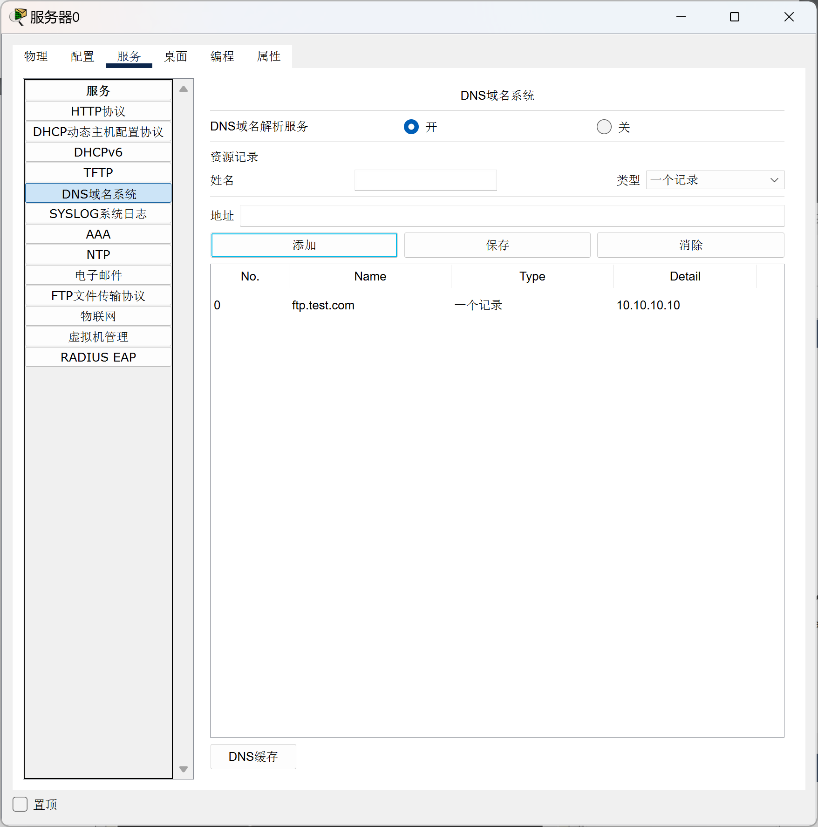 服务器0
物理 配置 服务 桌面 编程 属性
服务
HTTP协议
DHCP动态主机配置协议
DHCPv6
TFTP
DNS域名系统
SYSLOG系统日志
AAA
NTP
电子邮件
FTP文件传输协议
物联网
虚拟机管理
RADIUS EAP
DNS域名系统
DNS域名解析服务 开 关
资源记录
姓名 类型 一个记录
地址
添加 保存 消除
No. Name Type Detail
0 ftp.test.com 一个记录 10.10.10.10
DNS缓存
置顶